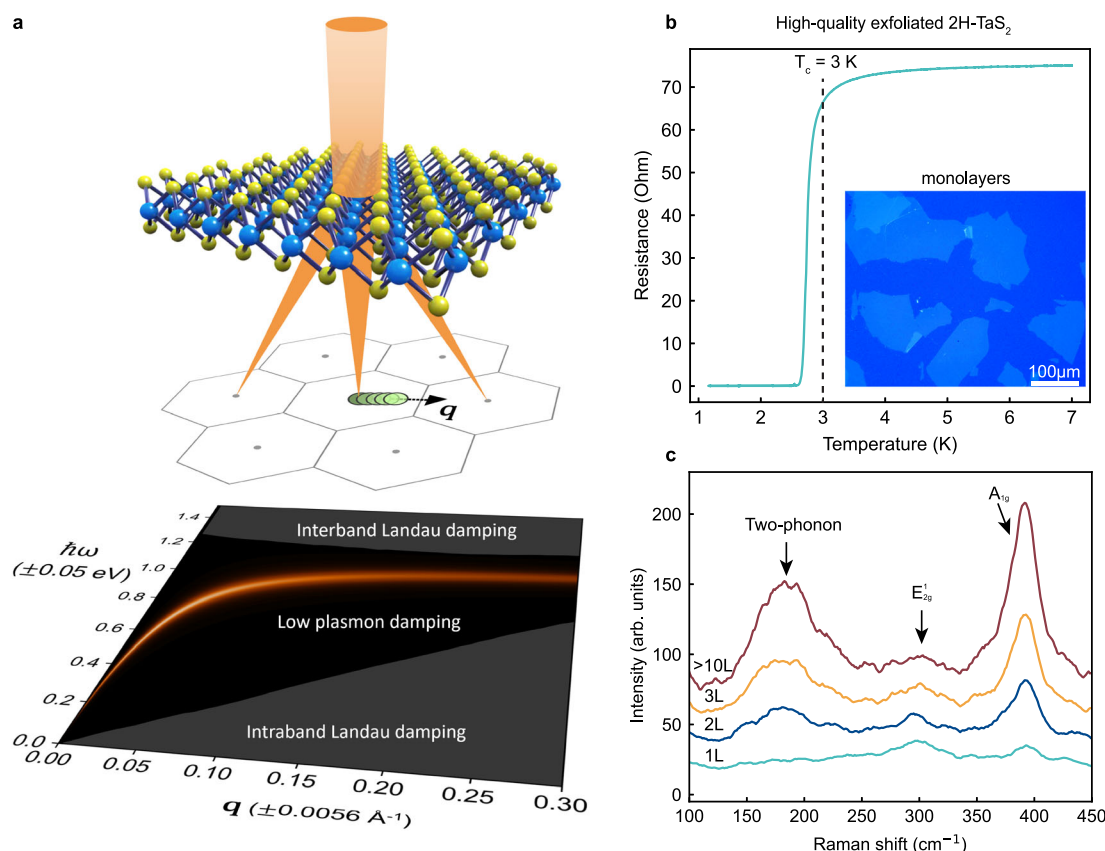 a
q
ħω
(±0.05 eV)
1.4
1.2
1.0
0.8
0.6
0.4
0.2
0.0
Interband Landau damping
Low plasmon damping
Intraband Landau damping
0.00
0.05
0.10
0.15
0.20
0.25
0.30
q (±0.0056 Å⁻¹)
b
High-quality exfoliated 2H-TaS₂
T_c = 3 K
Resistance (Ohm)
70
60
50
40
30
20
10
0
monolayers
100μm
1
2
3
4
5
6
7
Temperature (K)
c
Intensity (arb. units)
200
150
100
50
0
Two-phonon
E¹₂g
A₁g
>10L
3L
2L
1L
100
150
200
250
300
350
400
450
Raman shift (cm⁻¹)